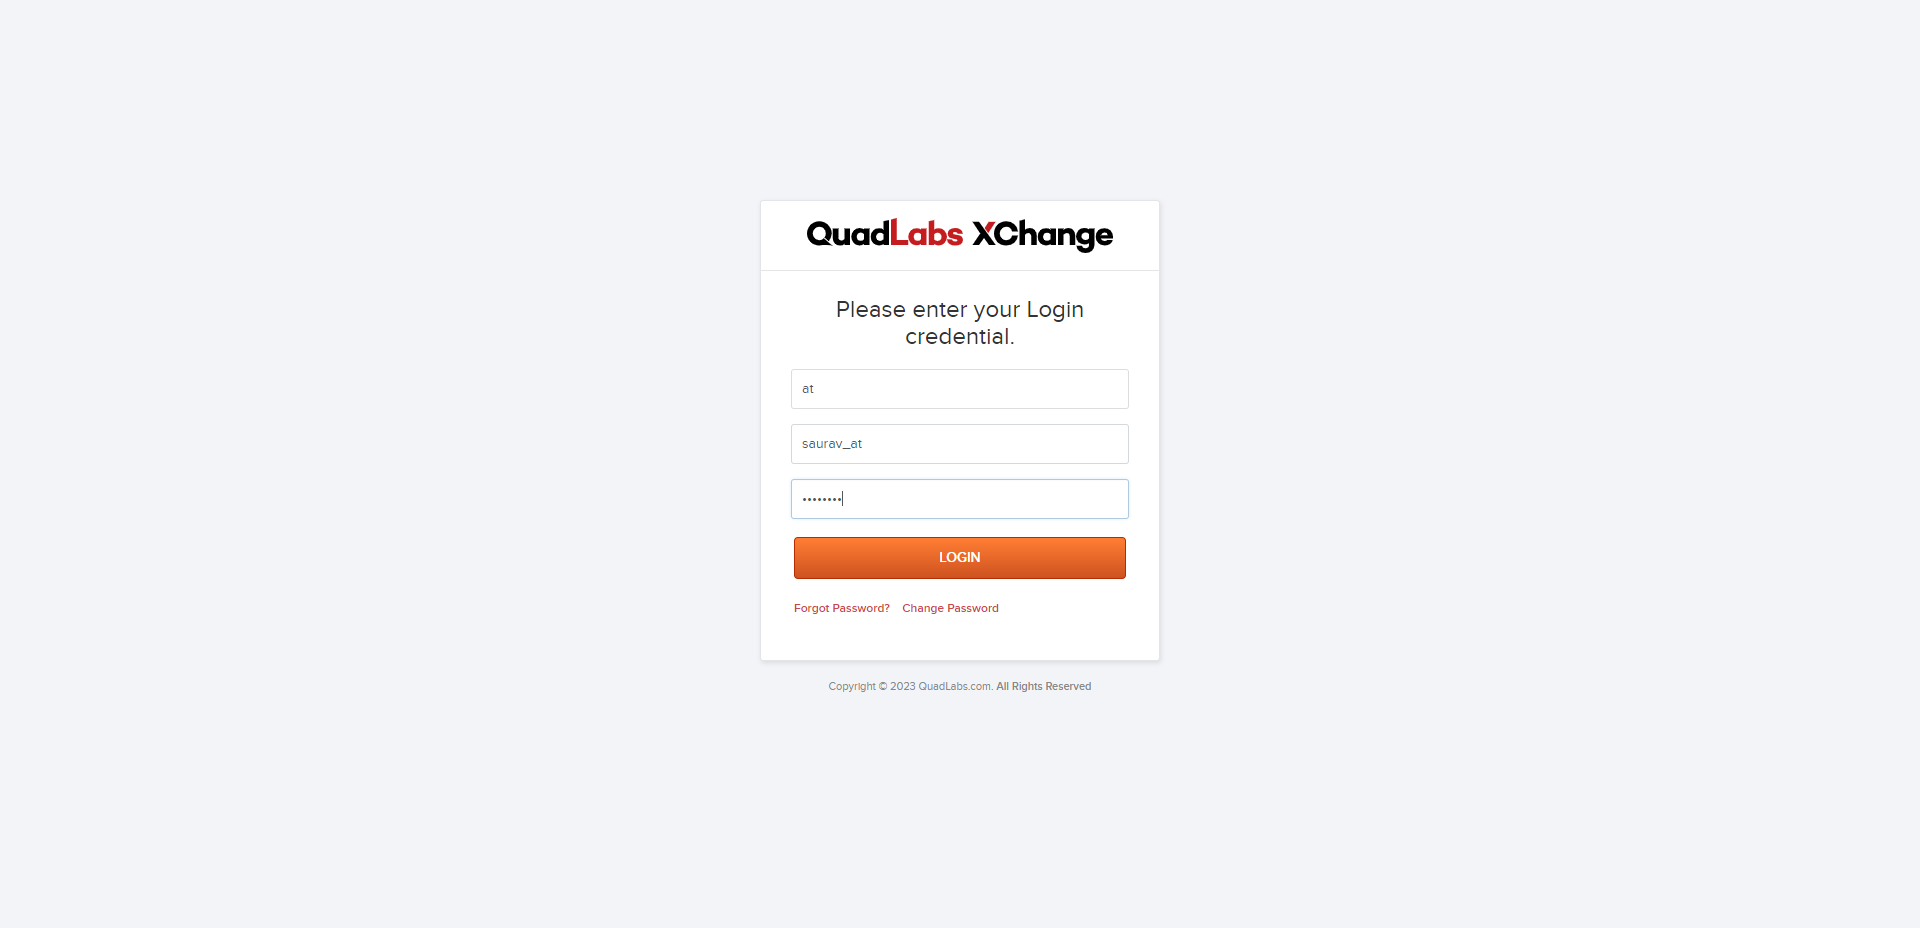 QuadLabs XChange
Please enter your Login
credential.
at
saurav_at
••••••••
LOGIN
Forgot Password? Change Password
Copyright © 2023 QuadLabs.com. All Rights Reserved